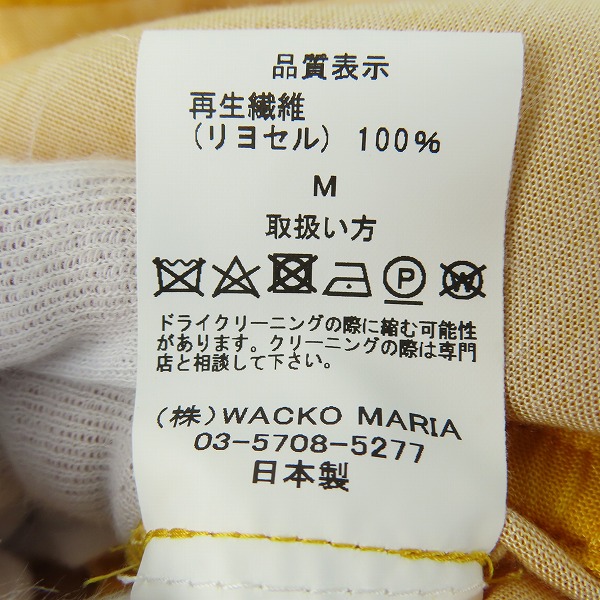 品質表示
再生繊維
(リヨセル) 100%
M
取扱い方
P W
ドライクリーニングの際に縮む可能性
があります。クリーニングの際は専門
店と相談して下さい。
(株)WACKO MARIA
03-5708-5277
日本製